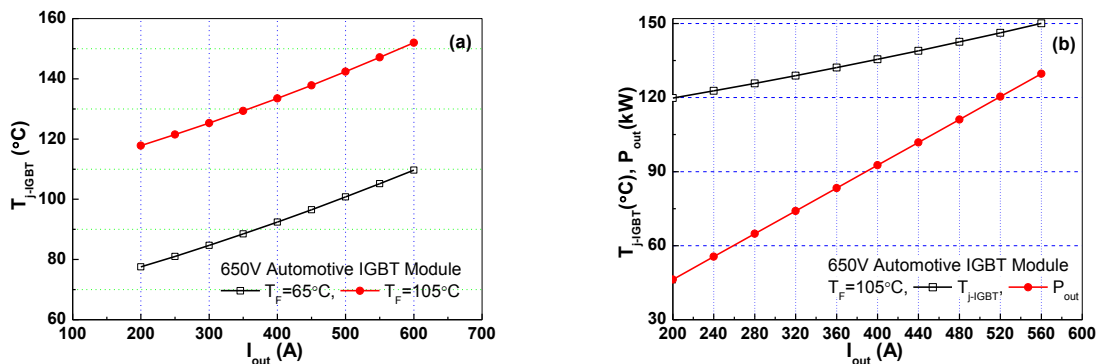 160
140
120
100
80
60
40
T_j-IGBT (°C)
(a)
650V Automotive IGBT Module
T_F=65°C, T_F=105°C
100 200 300 400 500 600 700
I_out (A)
150
120
90
60
30
T_j-IGBT(°C), P_out(kW)
(b)
650V Automotive IGBT Module
T_F=105°C, T_j-IGBT, P_out
200 240 280 320 360 400 440 480 520 560 600
I_out (A)